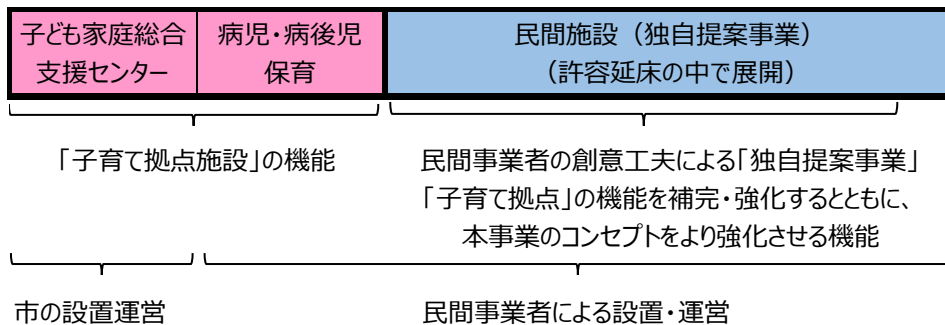 子ども家庭総合
支援センター
病児・病後児
保育
民間施設（独自提案事業）
（許容延床の中で展開）
「子育て拠点施設」の機能
民間事業者の創意工夫による「独自提案事業」
「子育て拠点」の機能を補完・強化するとともに、
本事業のコンセプトをより強化させる機能
市の設置運営
民間事業者による設置・運営